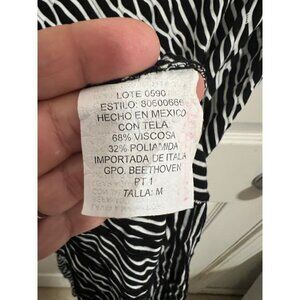 LOTE 0590
ESTILO: 80600686
HECHO EN MEXICO
CON TELA
68% VISCOSA
32% POLIAMIDA
IMPORTADA DE ITALIA
GPO. BEETHOVEN
PT 1
TALLA: M